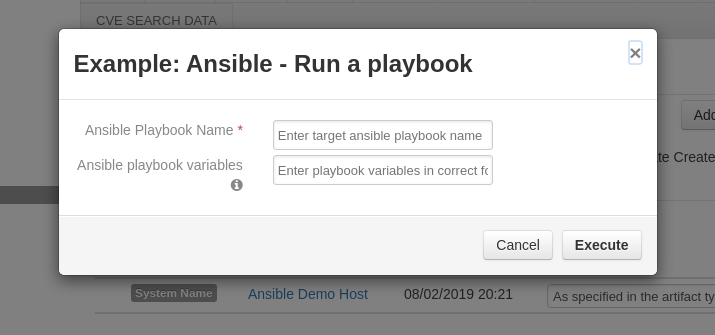 CVE SEARCH DATA
Example: Ansible - Run a playbook
×
Add
Ansible Playbook Name *
Enter target ansible playbook name
Ansible playbook variables
Enter playbook variables in correct fo
te Create
Cancel
Execute
System Name
Ansible Demo Host
08/02/2019 20:21
As specified in the artifact ty